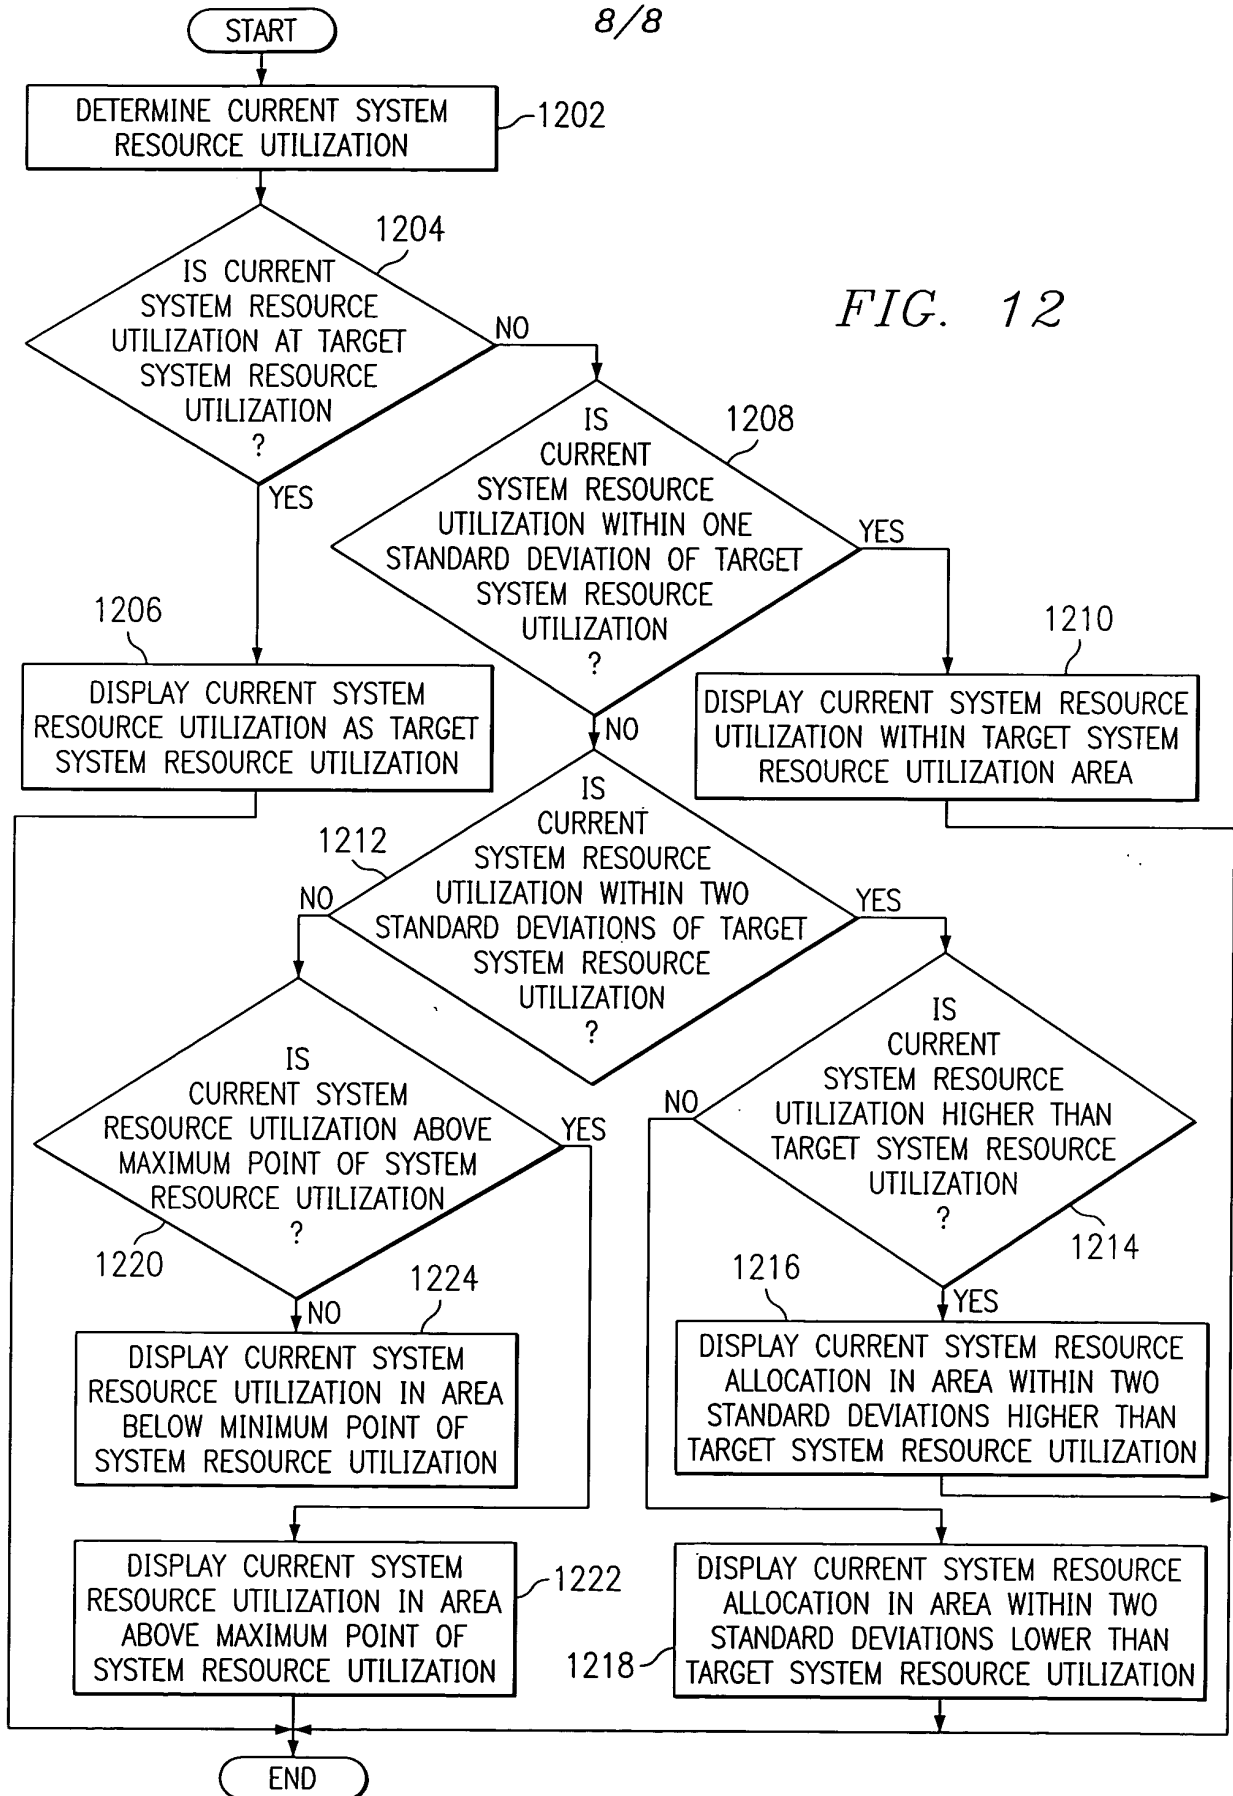 8/8
START
DETERMINE CURRENT SYSTEM
RESOURCE UTILIZATION
1202
1204
IS CURRENT
SYSTEM RESOURCE
UTILIZATION AT TARGET
SYSTEM RESOURCE
UTILIZATION
?
NO
YES
FIG. 12
1208
IS
CURRENT
SYSTEM RESOURCE
UTILIZATION WITHIN ONE
STANDARD DEVIATION OF TARGET
SYSTEM RESOURCE
UTILIZATION
?
YES
NO
1206
DISPLAY CURRENT SYSTEM
RESOURCE UTILIZATION AS TARGET
SYSTEM RESOURCE UTILIZATION
1210
DISPLAY CURRENT SYSTEM RESOURCE
UTILIZATION WITHIN TARGET SYSTEM
RESOURCE UTILIZATION AREA
1212
IS
CURRENT
SYSTEM RESOURCE
UTILIZATION WITHIN TWO
STANDARD DEVIATIONS OF TARGET
SYSTEM RESOURCE
UTILIZATION
?
NO
YES
IS
CURRENT SYSTEM
RESOURCE UTILIZATION ABOVE
MAXIMUM POINT OF SYSTEM
RESOURCE UTILIZATION
?
YES
1220
NO
IS
CURRENT
SYSTEM RESOURCE
UTILIZATION HIGHER THAN
TARGET SYSTEM RESOURCE
UTILIZATION
?
NO
1214
YES
1224
DISPLAY CURRENT SYSTEM
RESOURCE UTILIZATION IN AREA
BELOW MINIMUM POINT OF
SYSTEM RESOURCE UTILIZATION
1216
DISPLAY CURRENT SYSTEM RESOURCE
ALLOCATION IN AREA WITHIN TWO
STANDARD DEVIATIONS HIGHER THAN
TARGET SYSTEM RESOURCE UTILIZATION
DISPLAY CURRENT SYSTEM
RESOURCE UTILIZATION IN AREA
ABOVE MAXIMUM POINT OF
SYSTEM RESOURCE UTILIZATION
1222
DISPLAY CURRENT SYSTEM RESOURCE
ALLOCATION IN AREA WITHIN TWO
STANDARD DEVIATIONS LOWER THAN
TARGET SYSTEM RESOURCE UTILIZATION
1218
END